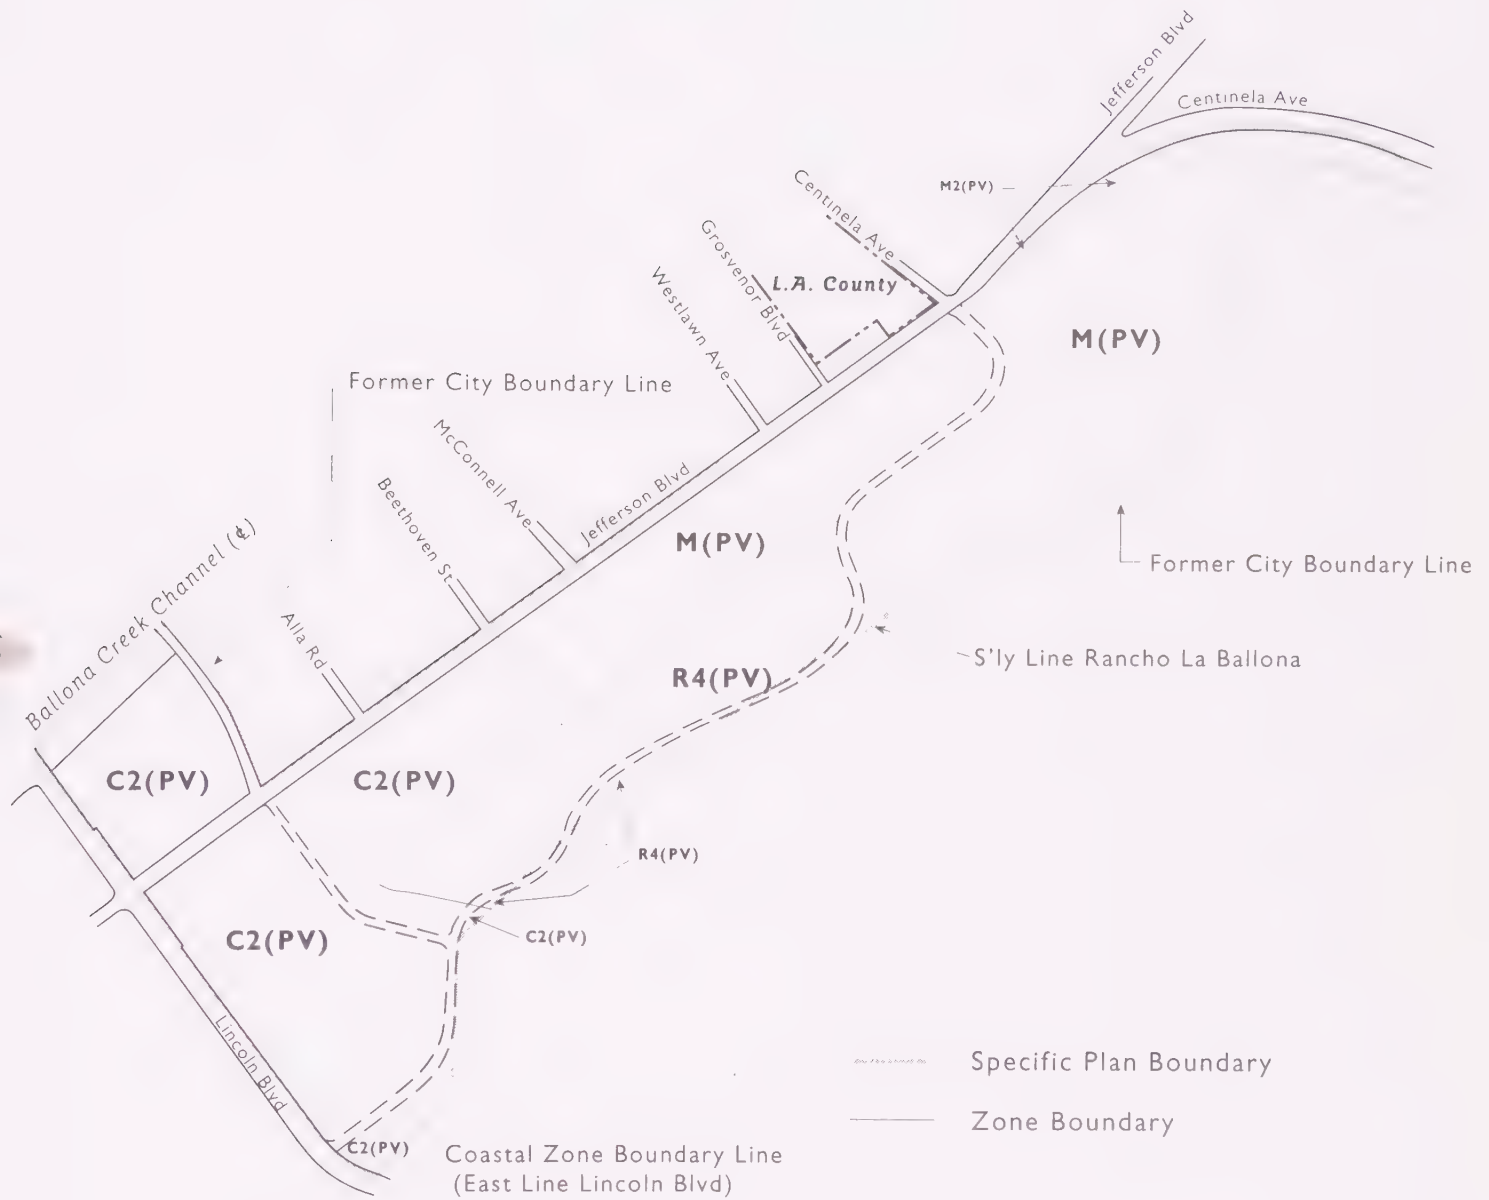 Jefferson Blvd
Centinela Ave
M2(PV)
Centinela Ave
Grosvenor Blvd
L.A. County
Westlawn Ave
M(PV)
Former City Boundary Line
McConnell Ave
Jefferson Blvd
Beethoven St
M(PV)
Ballona Creek Channel (℄)
Former City Boundary Line
Alla Rd
S'ly Line Rancho La Ballona
R4(PV)
C2(PV)
C2(PV)
R4(PV)
C2(PV)
C2(PV)
Lincoln Blvd
Specific Plan Boundary
Zone Boundary
C2(PV)
Coastal Zone Boundary Line
(East Line Lincoln Blvd)